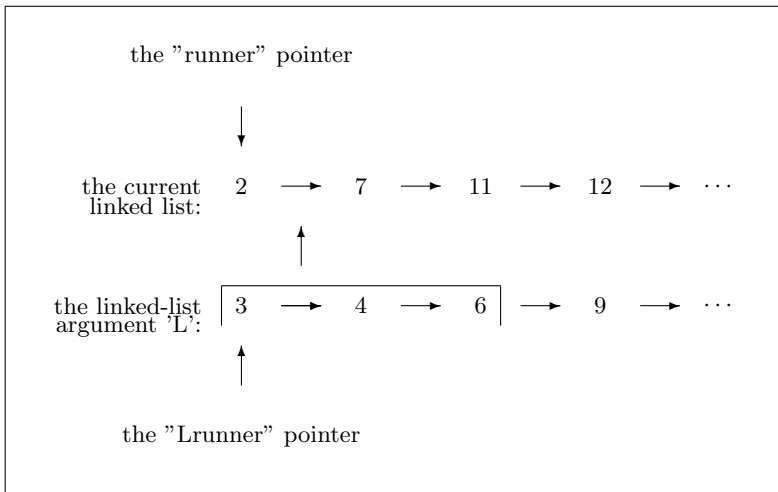 the ”runner” pointer
the current
linked list:
2 7 11 12 ···
the linked-list
argument ’L’:
3 4 6 9 ···
the ”Lrunner” pointer